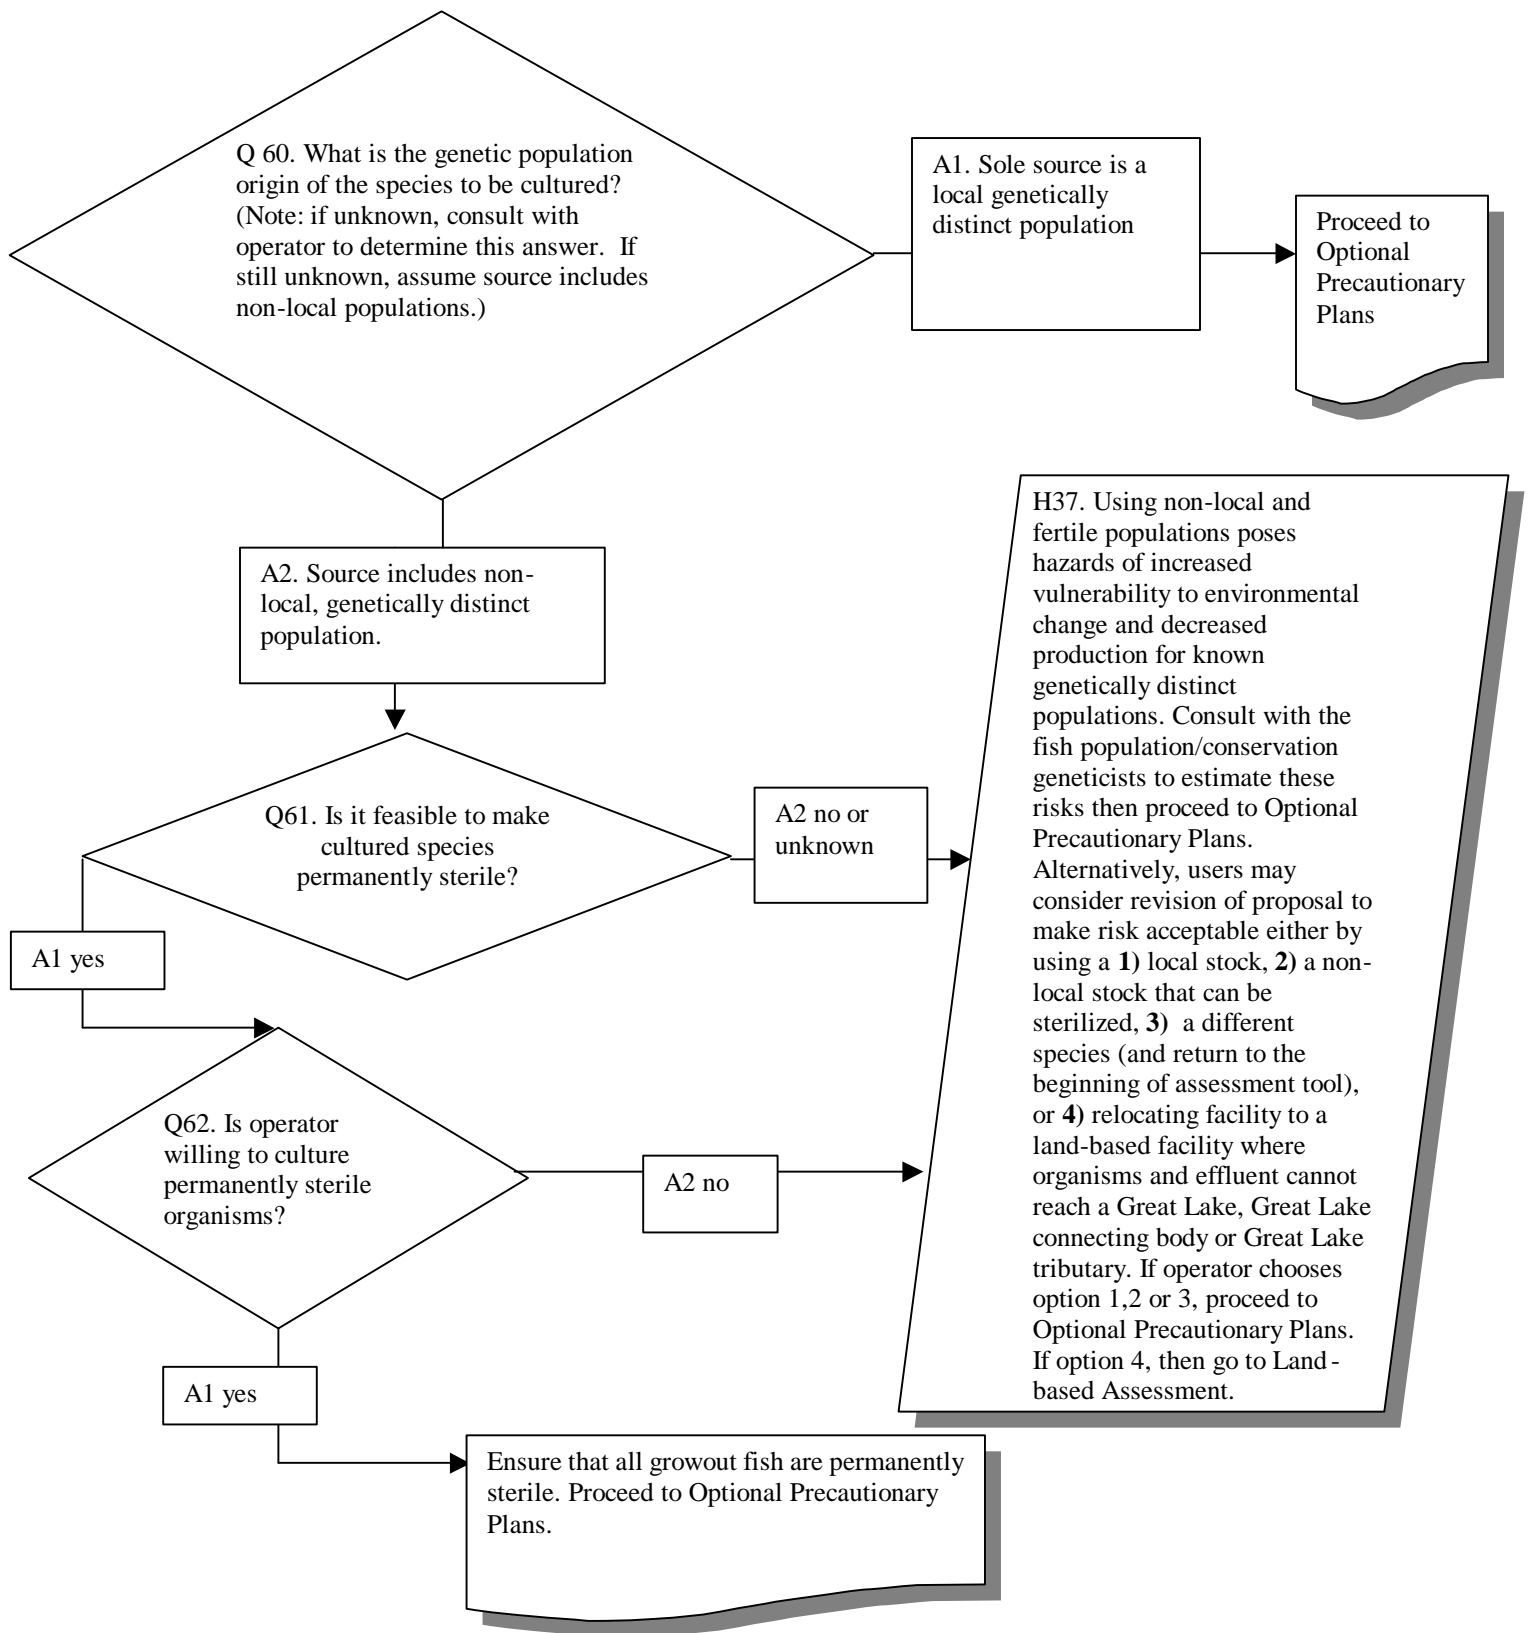 Q 60. What is the genetic population
origin of the species to be cultured?
(Note: if unknown, consult with
operator to determine this answer.  If
still unknown, assume source includes
non-local populations.)
A1. Sole source is a
local genetically
distinct population
Proceed to
Optional
Precautionary
Plans
A2. Source includes non-
local, genetically distinct
population.
Q61. Is it feasible to make
cultured species
permanently sterile?
A2 no or
unknown
A1 yes
Q62. Is operator
willing to culture
permanently sterile
organisms?
A2 no
A1 yes
Ensure that all growout fish are permanently
sterile. Proceed to Optional Precautionary
Plans.
H37. Using non-local and
fertile populations poses
hazards of increased
vulnerability to environmental
change and decreased
production for known
genetically distinct
populations. Consult with the
fish population/conservation
geneticists to estimate these
risks then proceed to Optional
Precautionary Plans.
Alternatively, users may
consider revision of proposal to
make risk acceptable either by
using a 1) local stock, 2) a non-
local stock that can be
sterilized, 3)  a different
species (and return to the
beginning of assessment tool),
or 4) relocating facility to a
land-based facility where
organisms and effluent cannot
reach a Great Lake, Great Lake
connecting body or Great Lake
tributary. If operator chooses
option 1,2 or 3, proceed to
Optional Precautionary Plans.
If option 4, then go to Land-
based Assessment.